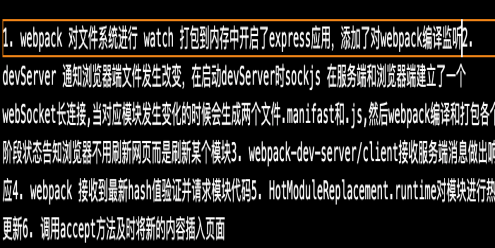 1. webpack 对文件系统进行 watch 打包到内存中开启了express应用, 添加了对webpack编译监听2.
devServer 通知浏览器端文件发生改变, 在启动devServer时sockjs 在服务端和浏览器端建立了一个
webSocket长连接,当对应模块发生变化的时候会生成两个文件.manifast和.js,然后webpack编译和打包各个
阶段状态告知浏览器不用刷新网页而是刷新某个模块3. webpack-dev-server/client接收服务端消息做出响
应4. webpack 接收到最新hash值验证并请求模块代码5. HotModuleReplacement.runtime对模块进行热
更新6. 调用accept方法及时将新的内容插入页面